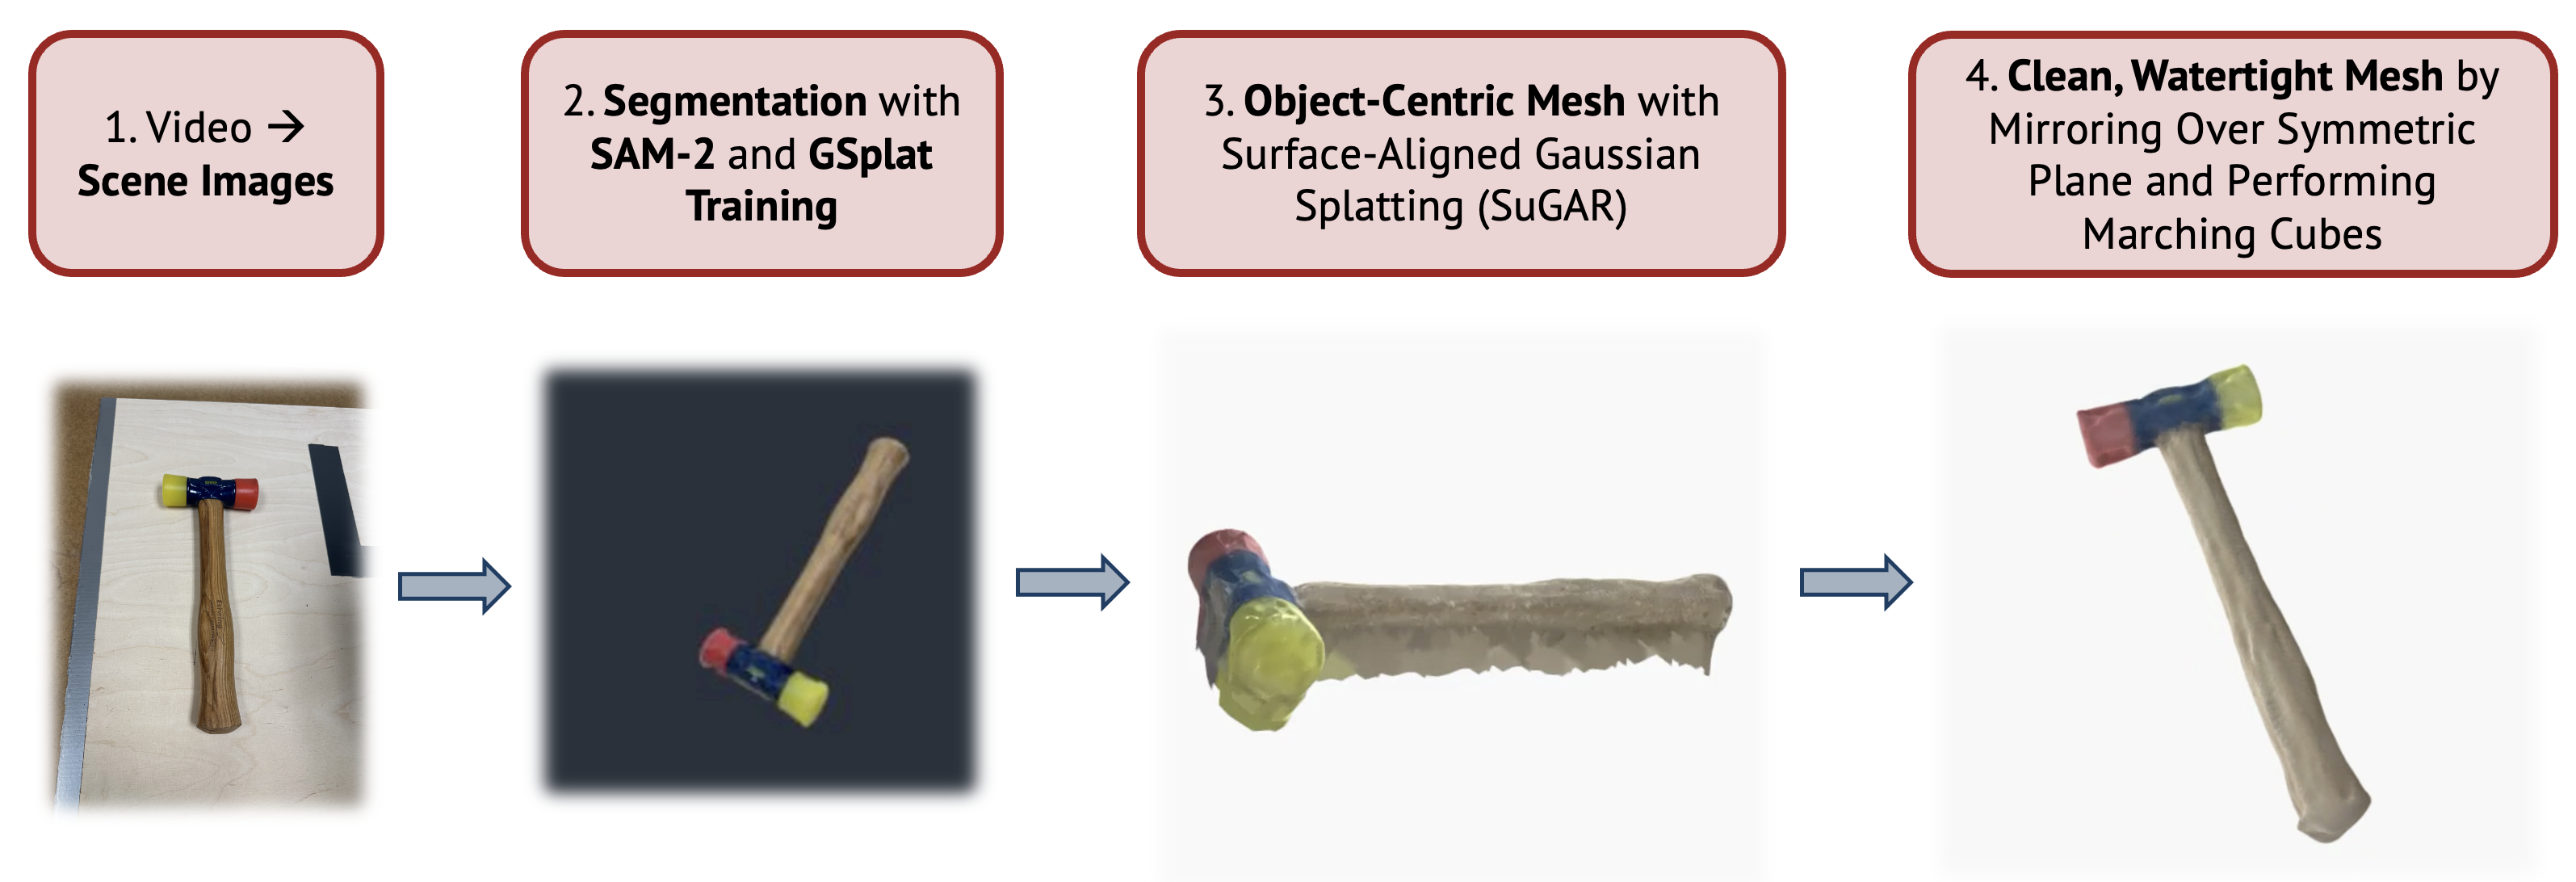 1. Video →
Scene Images
2. Segmentation with
SAM-2 and GSplat
Training
3. Object-Centric Mesh with
Surface-Aligned Gaussian
Splatting (SuGAR)
4. Clean, Watertight Mesh by
Mirroring Over Symmetric
Plane and Performing
Marching Cubes